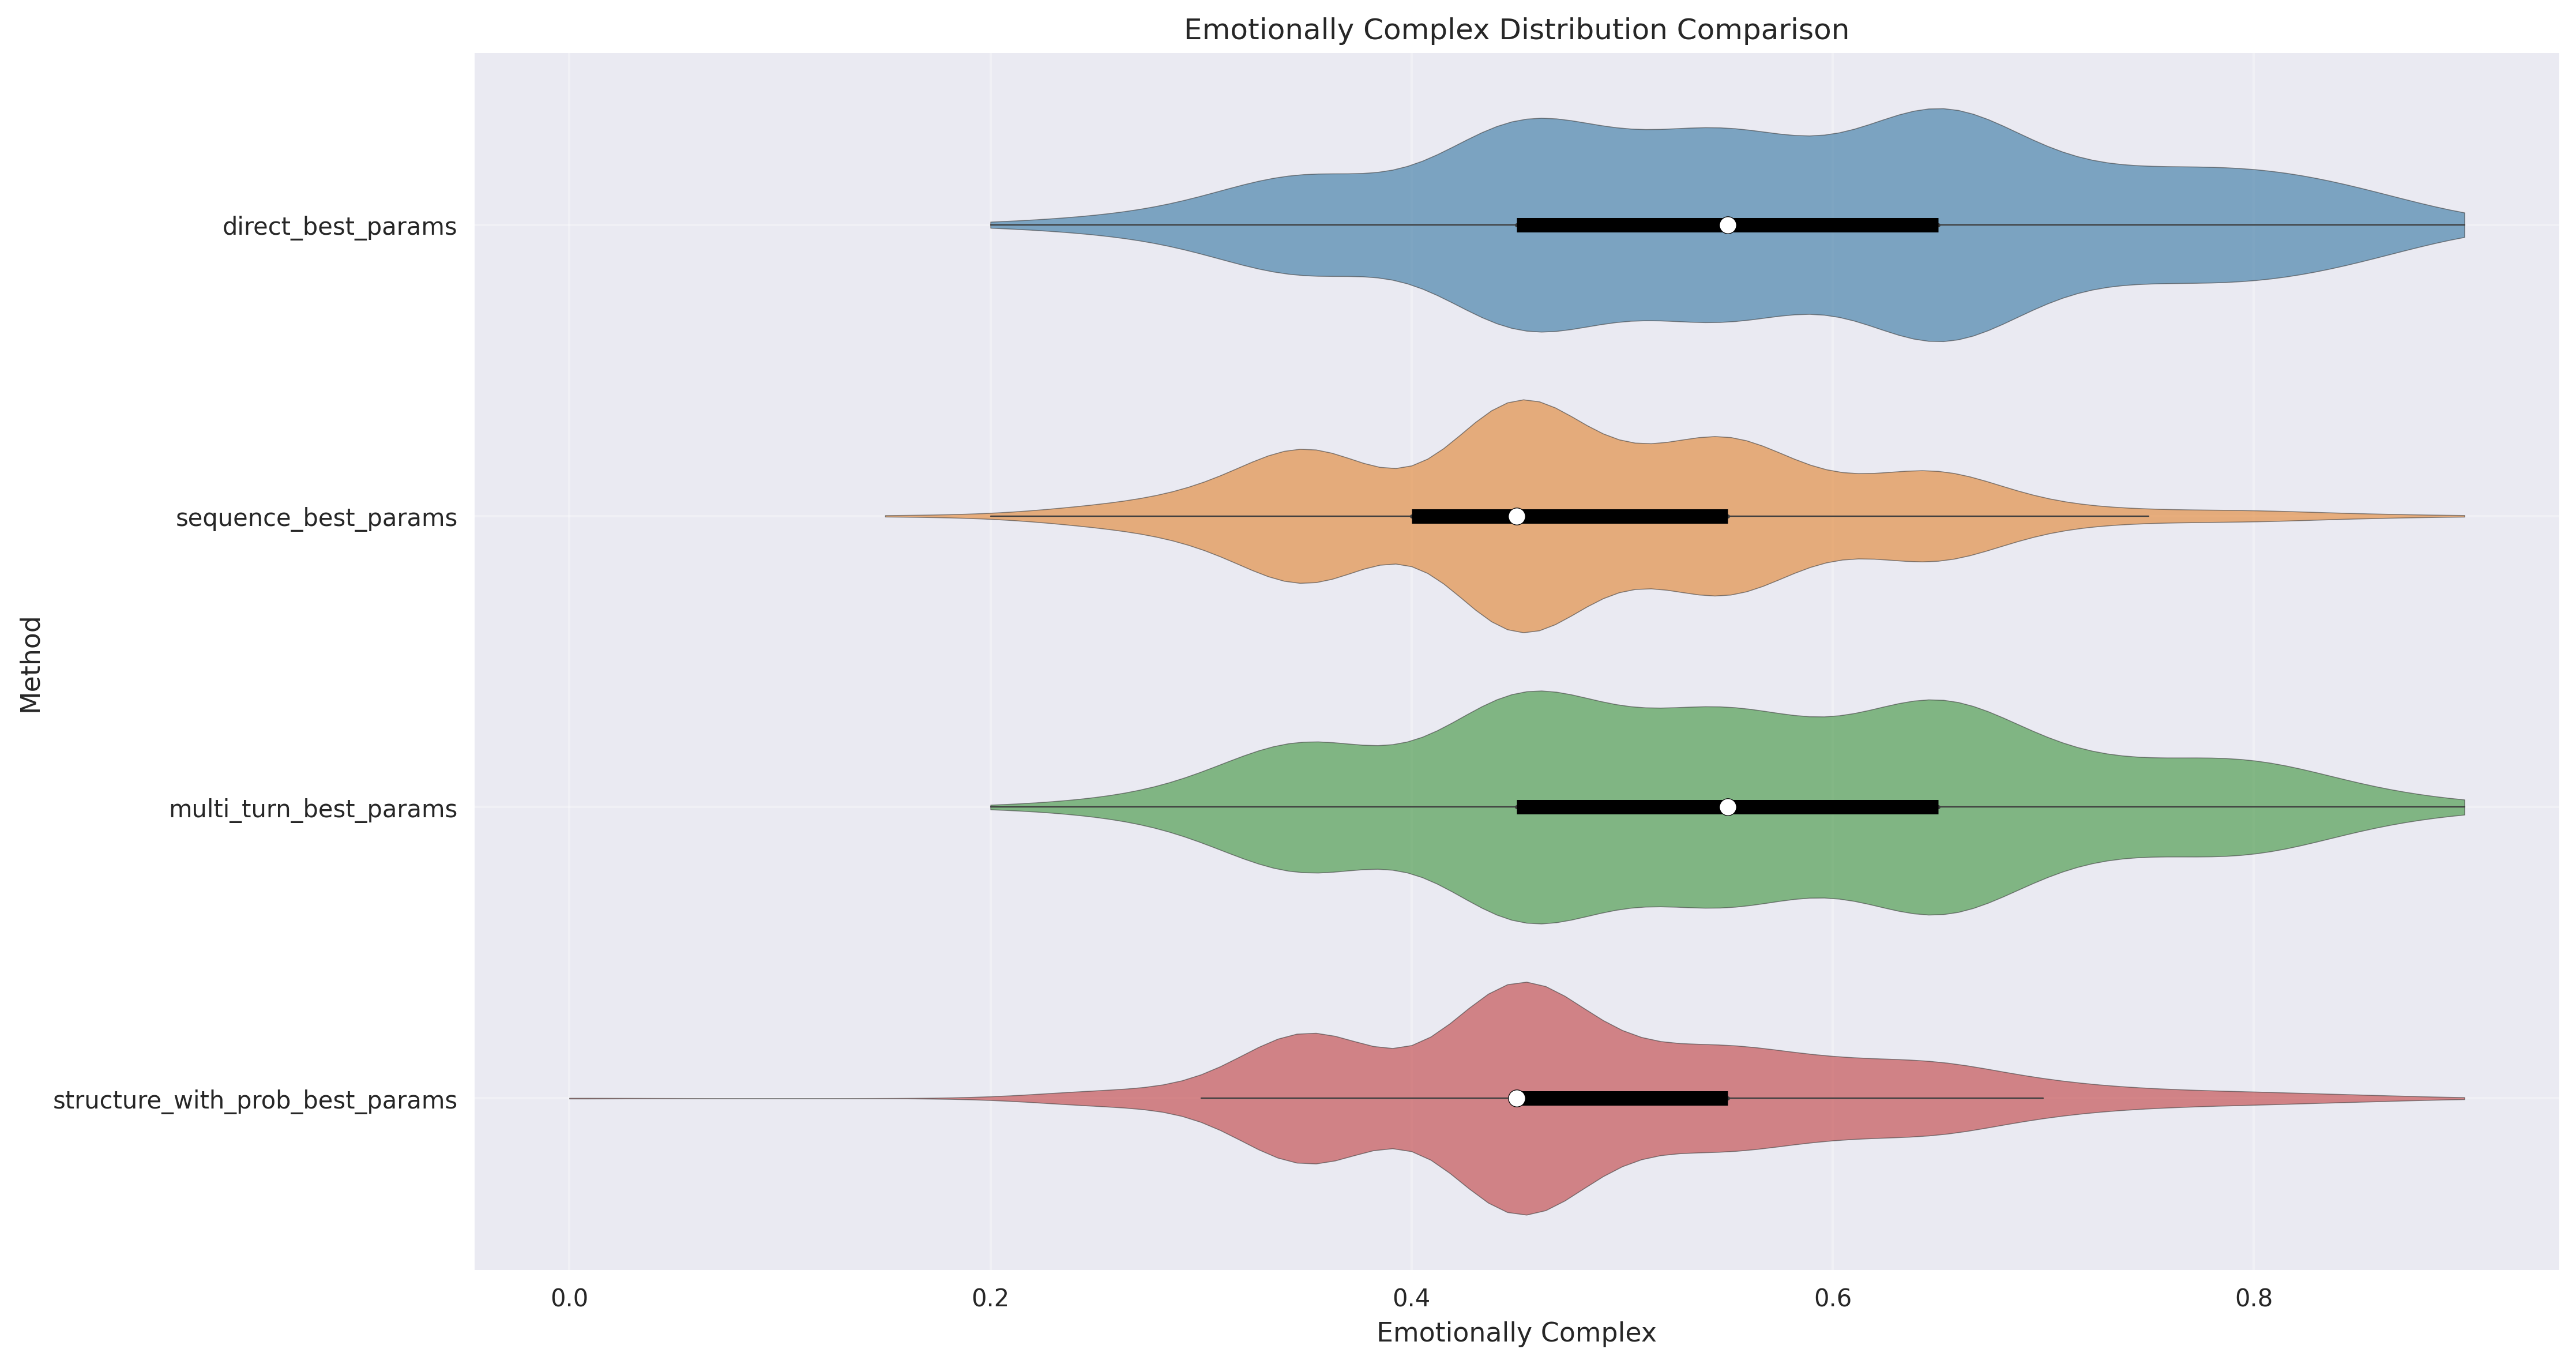 Emotionally Complex Distribution Comparison
Method
direct_best_params
sequence_best_params
multi_turn_best_params
structure_with_prob_best_params
0.0 0.2 0.4 0.6 0.8
Emotionally Complex